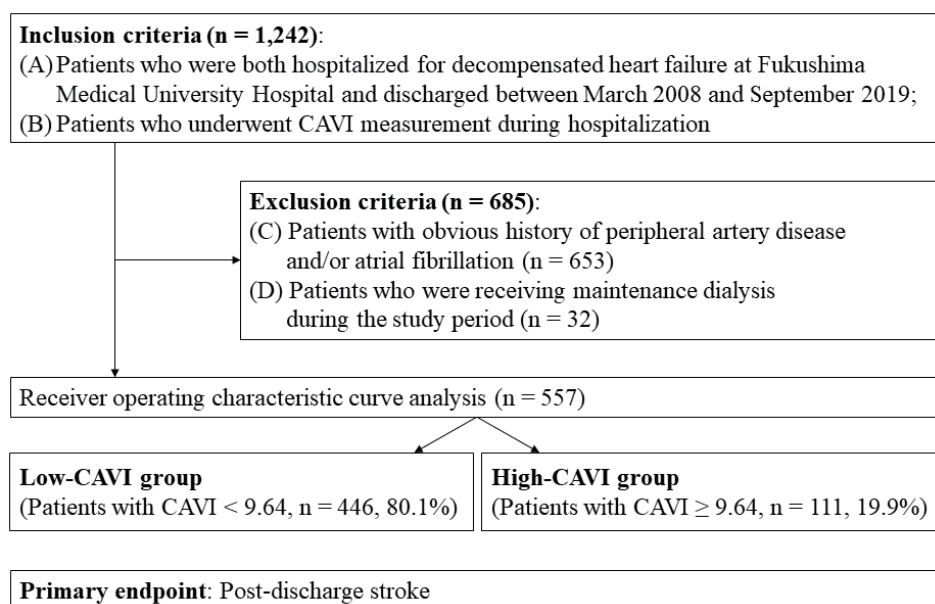 Inclusion criteria (n = 1,242):
(A) Patients who were both hospitalized for decompensated heart failure at Fukushima
Medical University Hospital and discharged between March 2008 and September 2019;
(B) Patients who underwent CAVI measurement during hospitalization
Exclusion criteria (n = 685):
(C) Patients with obvious history of peripheral artery disease
and/or atrial fibrillation (n = 653)
(D) Patients who were receiving maintenance dialysis
during the study period (n = 32)
Receiver operating characteristic curve analysis (n = 557)
Low-CAVI group
(Patients with CAVI < 9.64, n = 446, 80.1%)
High-CAVI group
(Patients with CAVI ≥ 9.64, n = 111, 19.9%)
Primary endpoint: Post-discharge stroke